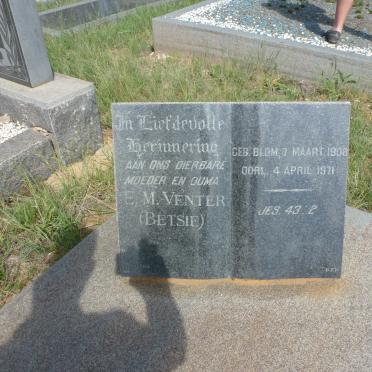 In Liefdevolle
Herinnering
AAN ONS DIERBARE
MOEDER EN OUMA
E. M. VENTER
(BETSIE)
GEB. BLOM, MAART 1908
OORL. 4 APRIL 1971
JES. 43:2